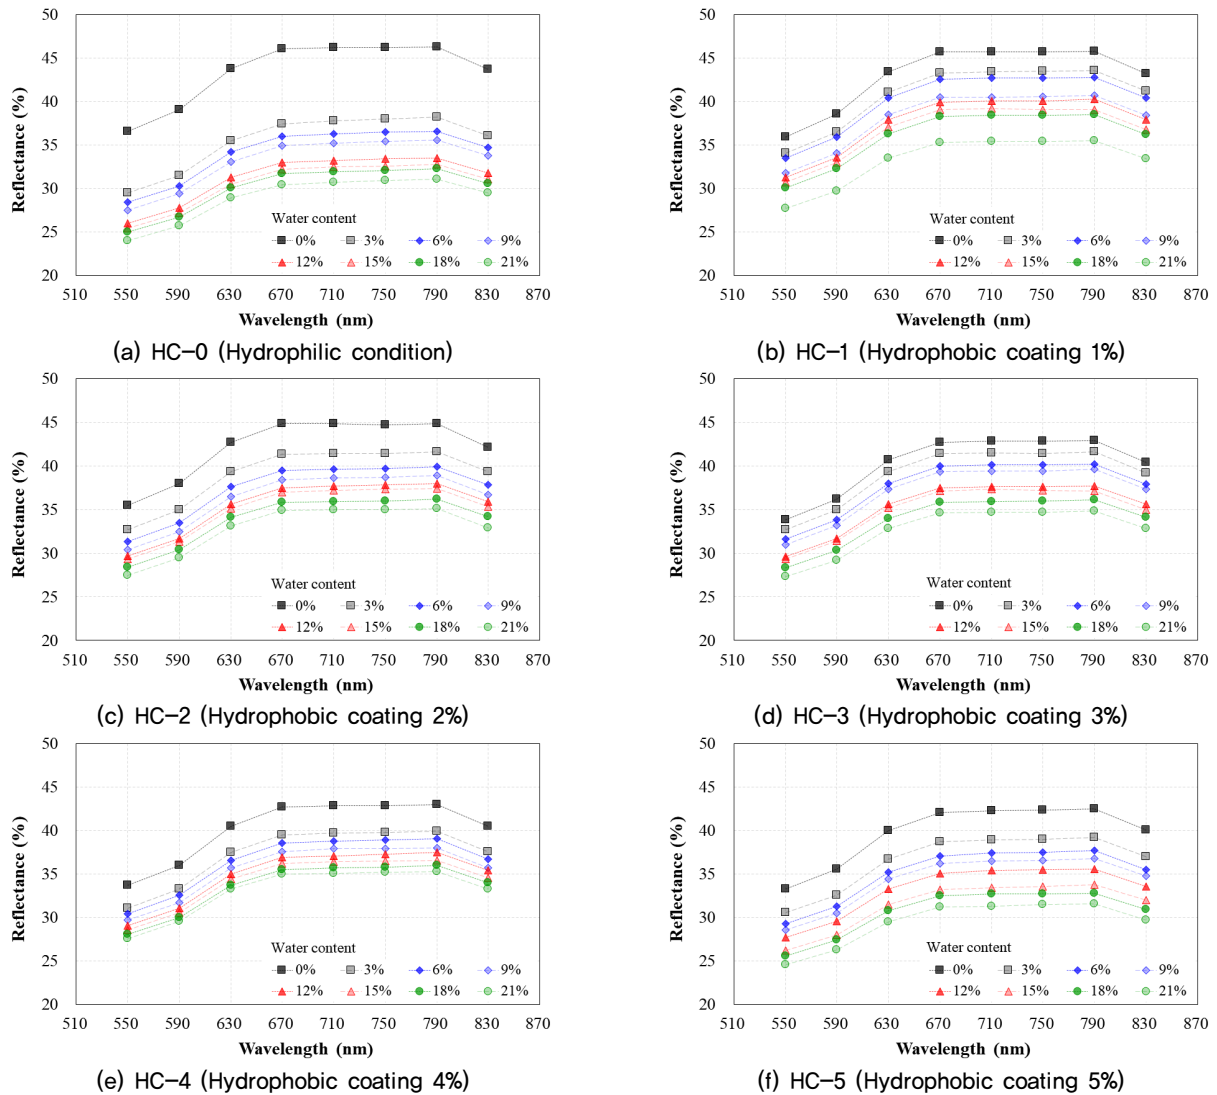 50
45
40
35
30
25
20
Reflectance (%)
Water content
0% 3% 6% 9%
12% 15% 18% 21%
510 550 590 630 670 710 750 790 830 870
Wavelength (nm)
(a) HC-0 (Hydrophilic condition)
50
45
40
35
30
25
20
Reflectance (%)
Water content
0% 3% 6% 9%
12% 15% 18% 21%
510 550 590 630 670 710 750 790 830 870
Wavelength (nm)
(b) HC-1 (Hydrophobic coating 1%)
50
45
40
35
30
25
20
Reflectance (%)
Water content
0% 3% 6% 9%
12% 15% 18% 21%
510 550 590 630 670 710 750 790 830 870
Wavelength (nm)
(c) HC-2 (Hydrophobic coating 2%)
50
45
40
35
30
25
20
Reflectance (%)
Water content
0% 3% 6% 9%
12% 15% 18% 21%
510 550 590 630 670 710 750 790 830 870
Wavelength (nm)
(d) HC-3 (Hydrophobic coating 3%)
50
45
40
35
30
25
20
Reflectance (%)
Water content
0% 3% 6% 9%
12% 15% 18% 21%
510 550 590 630 670 710 750 790 830 870
Wavelength (nm)
(e) HC-4 (Hydrophobic coating 4%)
50
45
40
35
30
25
20
Reflectance (%)
Water content
0% 3% 6% 9%
12% 15% 18% 21%
510 550 590 630 670 710 750 790 830 870
Wavelength (nm)
(f) HC-5 (Hydrophobic coating 5%)